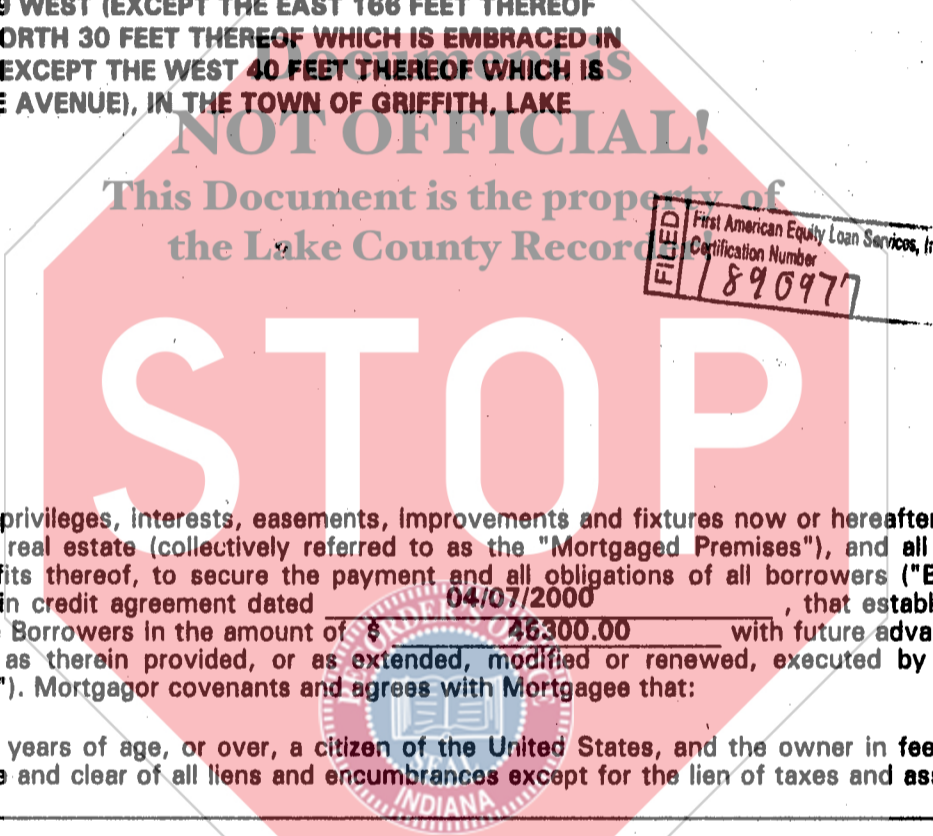 WEST (EXCEPT THE EAST 166 FEET THEREOF
ORTH 30 FEET THEREOF WHICH IS EMBRACED IN
EXCEPT THE WEST 40 FEET THEREOF WHICH IS
E AVENUE), IN THE TOWN OF GRIFFITH, LAKE
Document is
NOT OFFICIAL!
This Document is the property of
the Lake County Recorder!
FILED
First American Equity Loan Services, In
Certification Number
890977
STOP
privileges, interests, easements, improvements and fixtures now or hereafter
real estate (collectively referred to as the "Mortgaged Premises"), and all
fits thereof, to secure the payment and all obligations of all borrowers ("B
in credit agreement dated 04/07/2000, that establ
Borrowers in the amount of $ 46300.00 with future adva
as therein provided, or as extended, modified or renewed, executed by
"). Mortgagor covenants and agrees with Mortgagee that:
years of age, or over, a citizen of the United States, and the owner in fee
e and clear of all liens and encumbrances except for the lien of taxes and ass
RECORDER'S OFFICE
SEAL
INDIANA